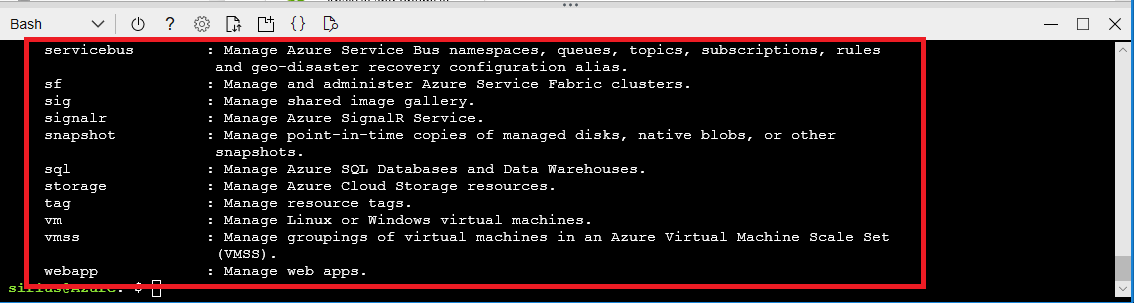 Bash
servicebus : Manage Azure Service Bus namespaces, queues, topics, subscriptions, rules
and geo-disaster recovery configuration alias.
sf : Manage and administer Azure Service Fabric clusters.
sig : Manage shared image gallery.
signalr : Manage Azure SignalR Service.
snapshot : Manage point-in-time copies of managed disks, native blobs, or other
snapshots.
sql : Manage Azure SQL Databases and Data Warehouses.
storage : Manage Azure Cloud Storage resources.
tag : Manage resource tags.
vm : Manage Linux or Windows virtual machines.
vmss : Manage groupings of virtual machines in an Azure Virtual Machine Scale Set
(VMSS).
webapp : Manage web apps.
$